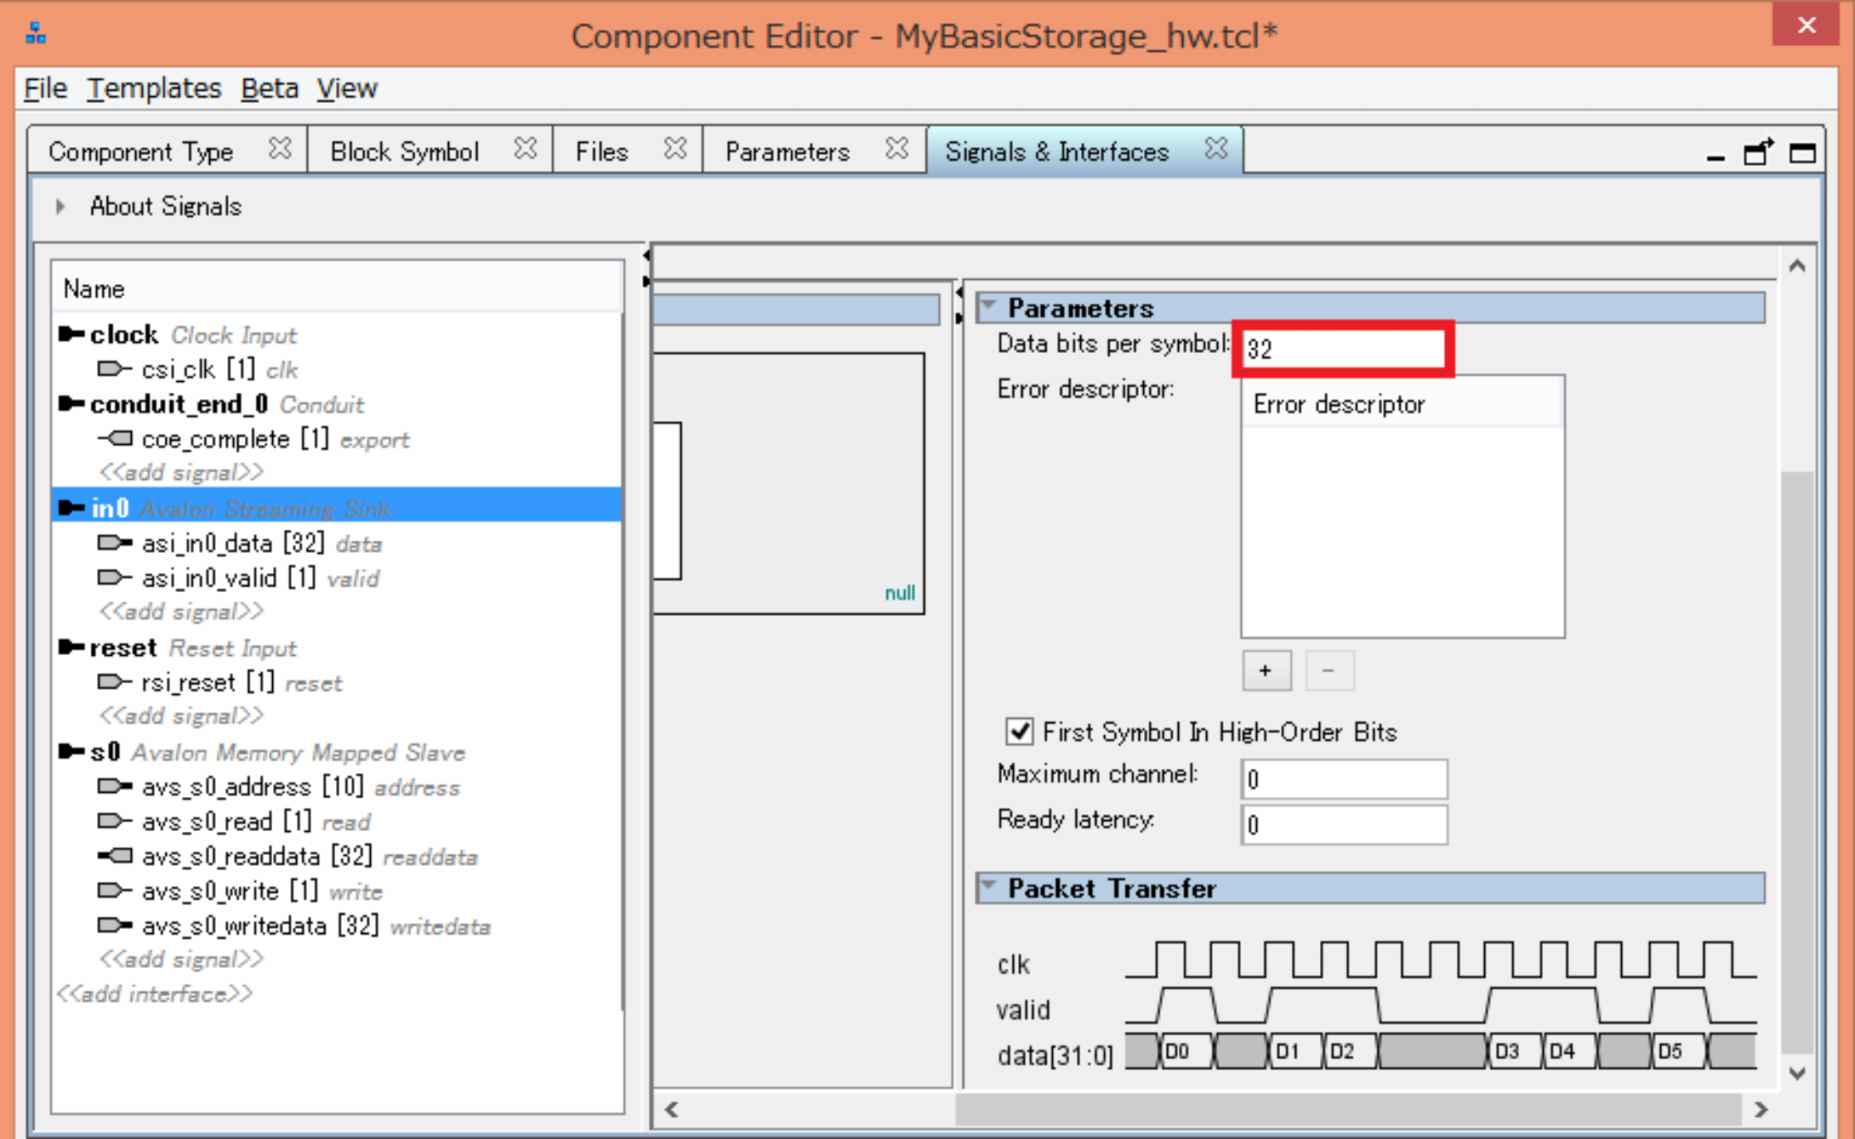 Component Editor - MyBasicStorage_hw.tcl*
File Templates Beta View
Component Type Block Symbol Files Parameters Signals & Interfaces
About Signals
Name
clock Clock Input
csi_clk [1] clk
conduit_end_0 Conduit
coe_complete [1] export
<<add signal>>
in0 Avalon Streaming Sink
asi_in0_data [32] data
asi_in0_valid [1] valid
<<add signal>>
reset Reset Input
rsi_reset [1] reset
<<add signal>>
s0 Avalon Memory Mapped Slave
avs_s0_address [10] address
avs_s0_read [1] read
avs_s0_readdata [32] readdata
avs_s0_write [1] write
avs_s0_writedata [32] writedata
<<add signal>>
<<add interface>>
null
Parameters
Data bits per symbol: 32
Error descriptor:
Error descriptor
+ -
First Symbol In High-Order Bits
Maximum channel: 0
Ready latency: 0
Packet Transfer
clk
valid
data[31:0] D0 D1 D2 D3 D4 D5